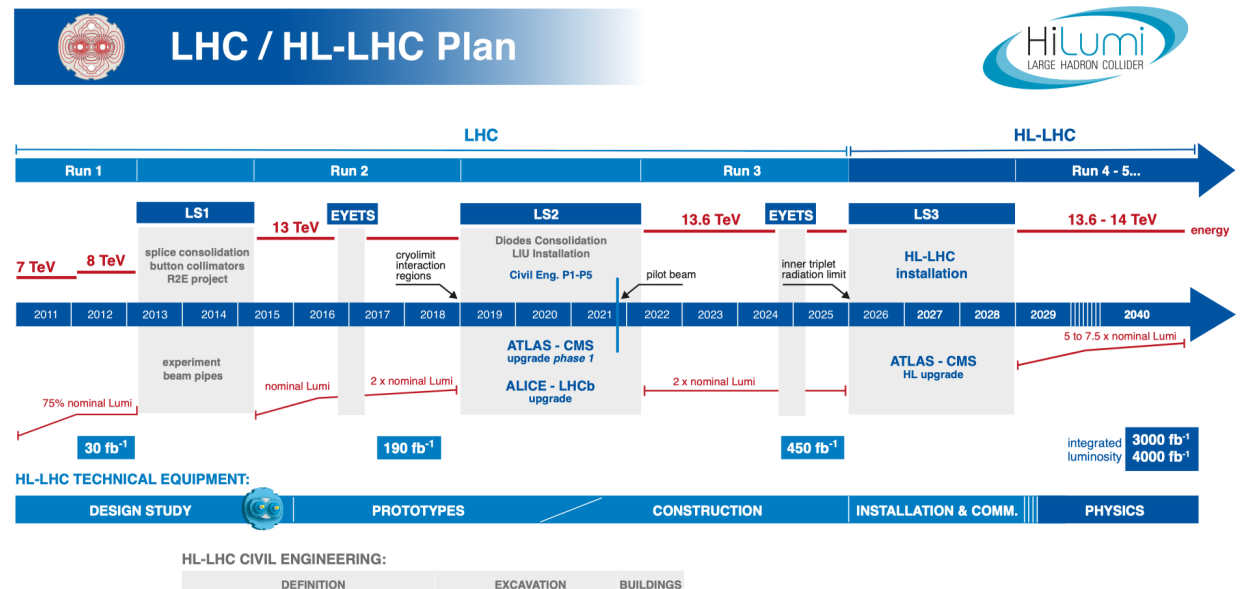 LHC / HL-LHC Plan
HiLumi
LARGE HADRON COLLIDER
LHC
HL-LHC
Run 1
Run 2
Run 3
Run 4 - 5...
LS1
EYETS
LS2
EYETS
LS3
13 TeV
13.6 TeV
13.6 - 14 TeV
energy
7 TeV
8 TeV
splice consolidation
button collimators
R2E project
cryolimit
interaction
regions
Diodes Consolidation
LIU Installation
Civil Eng. P1-P5
pilot beam
inner triplet
radiation limit
HL-LHC
installation
2011
2012
2013
2014
2015
2016
2017
2018
2019
2020
2021
2022
2023
2024
2025
2026
2027
2028
2029
2040
experiment
beam pipes
ATLAS - CMS
upgrade phase 1
ALICE - LHCb
upgrade
ATLAS - CMS
HL upgrade
5 to 7.5 x nominal Lumi
75% nominal Lumi
nominal Lumi
2 x nominal Lumi
2 x nominal Lumi
30 fb-1
190 fb-1
450 fb-1
integrated
luminosity
3000 fb-1
4000 fb-1
HL-LHC TECHNICAL EQUIPMENT:
DESIGN STUDY
PROTOTYPES
CONSTRUCTION
INSTALLATION & COMM.
PHYSICS
HL-LHC CIVIL ENGINEERING:
DEFINITION
EXCAVATION
BUILDINGS